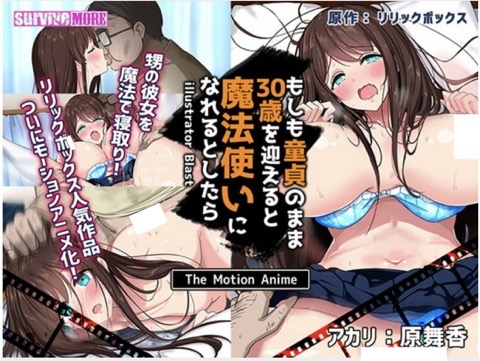 survive MORE
原作：リリックボックス
甥の彼女を
魔法で寝取り！
リリックボックス人気作品、
ついにモーションアニメ化！
もしも童貞のまま
30歳を迎えると
魔法使いに
なれるとしたら
illustrator Blast
The Motion Anime
アカリ：原舞香